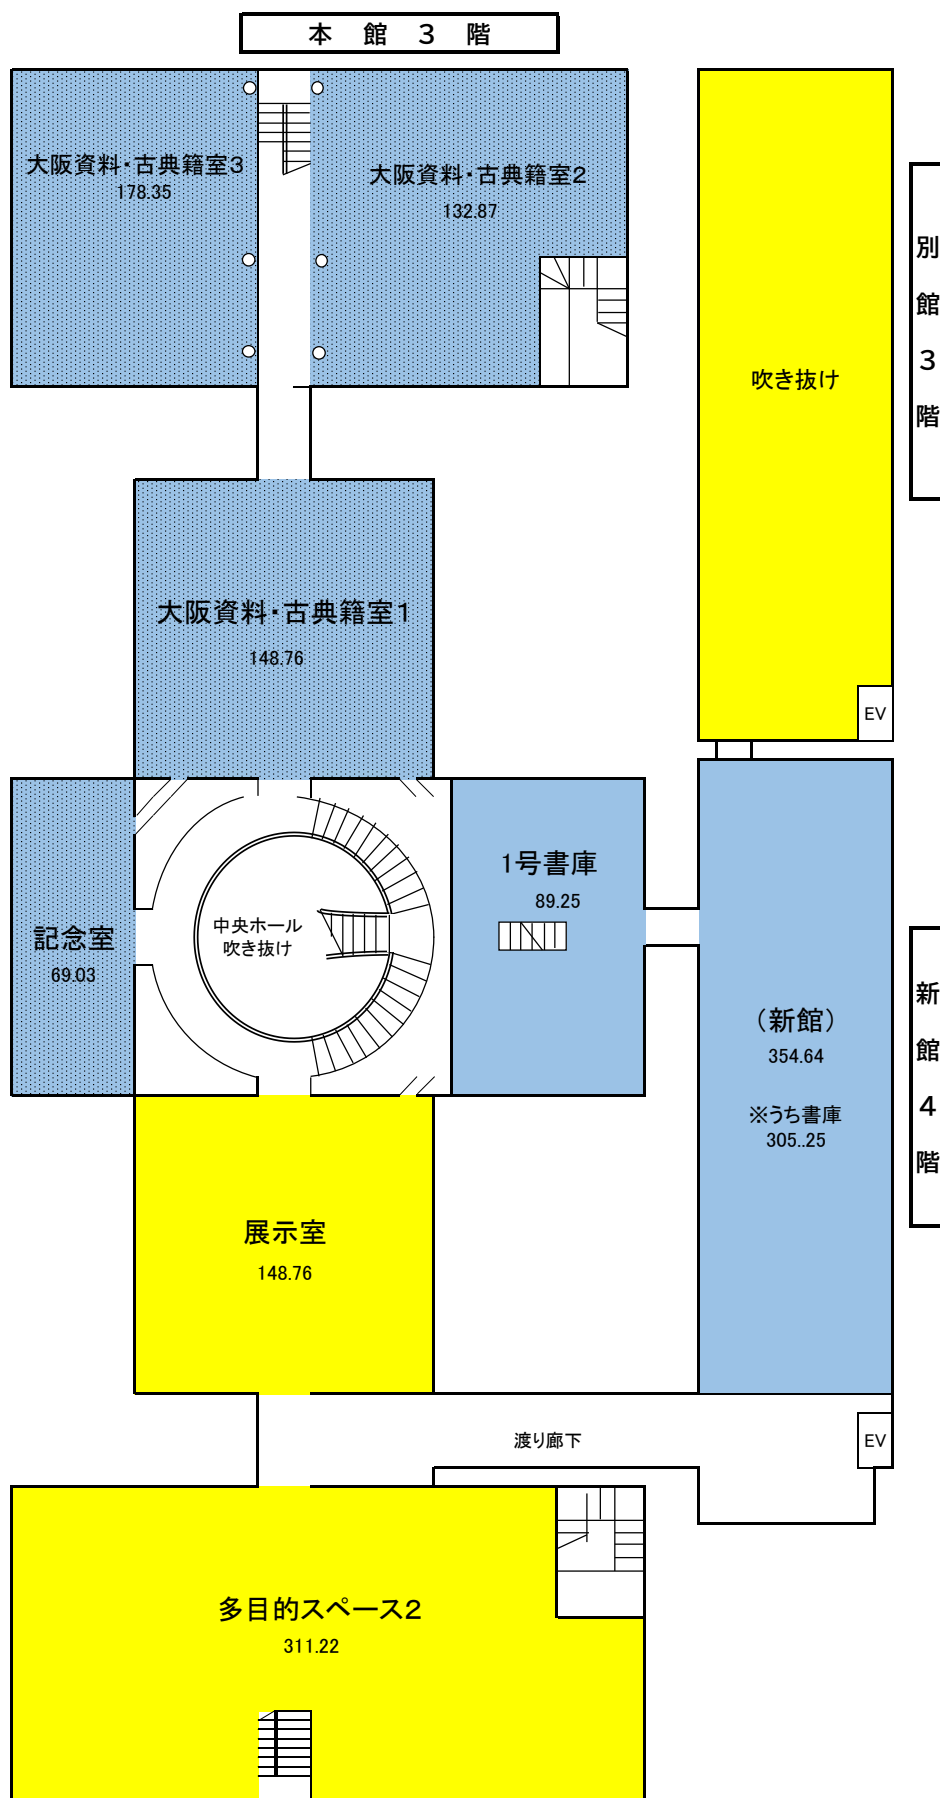 本 館 3 階
大阪資料・古典籍室3
178.35
大阪資料・古典籍室2
132.87
別
館
3
階
吹き抜け
EV
大阪資料・古典籍室1
148.76
記念室
69.03
中央ホール
吹き抜け
1号書庫
89.25
(新館)
354.64
※うち書庫
305..25
新
館
4
階
展示室
148.76
渡り廊下
EV
多目的スペース2
311.22